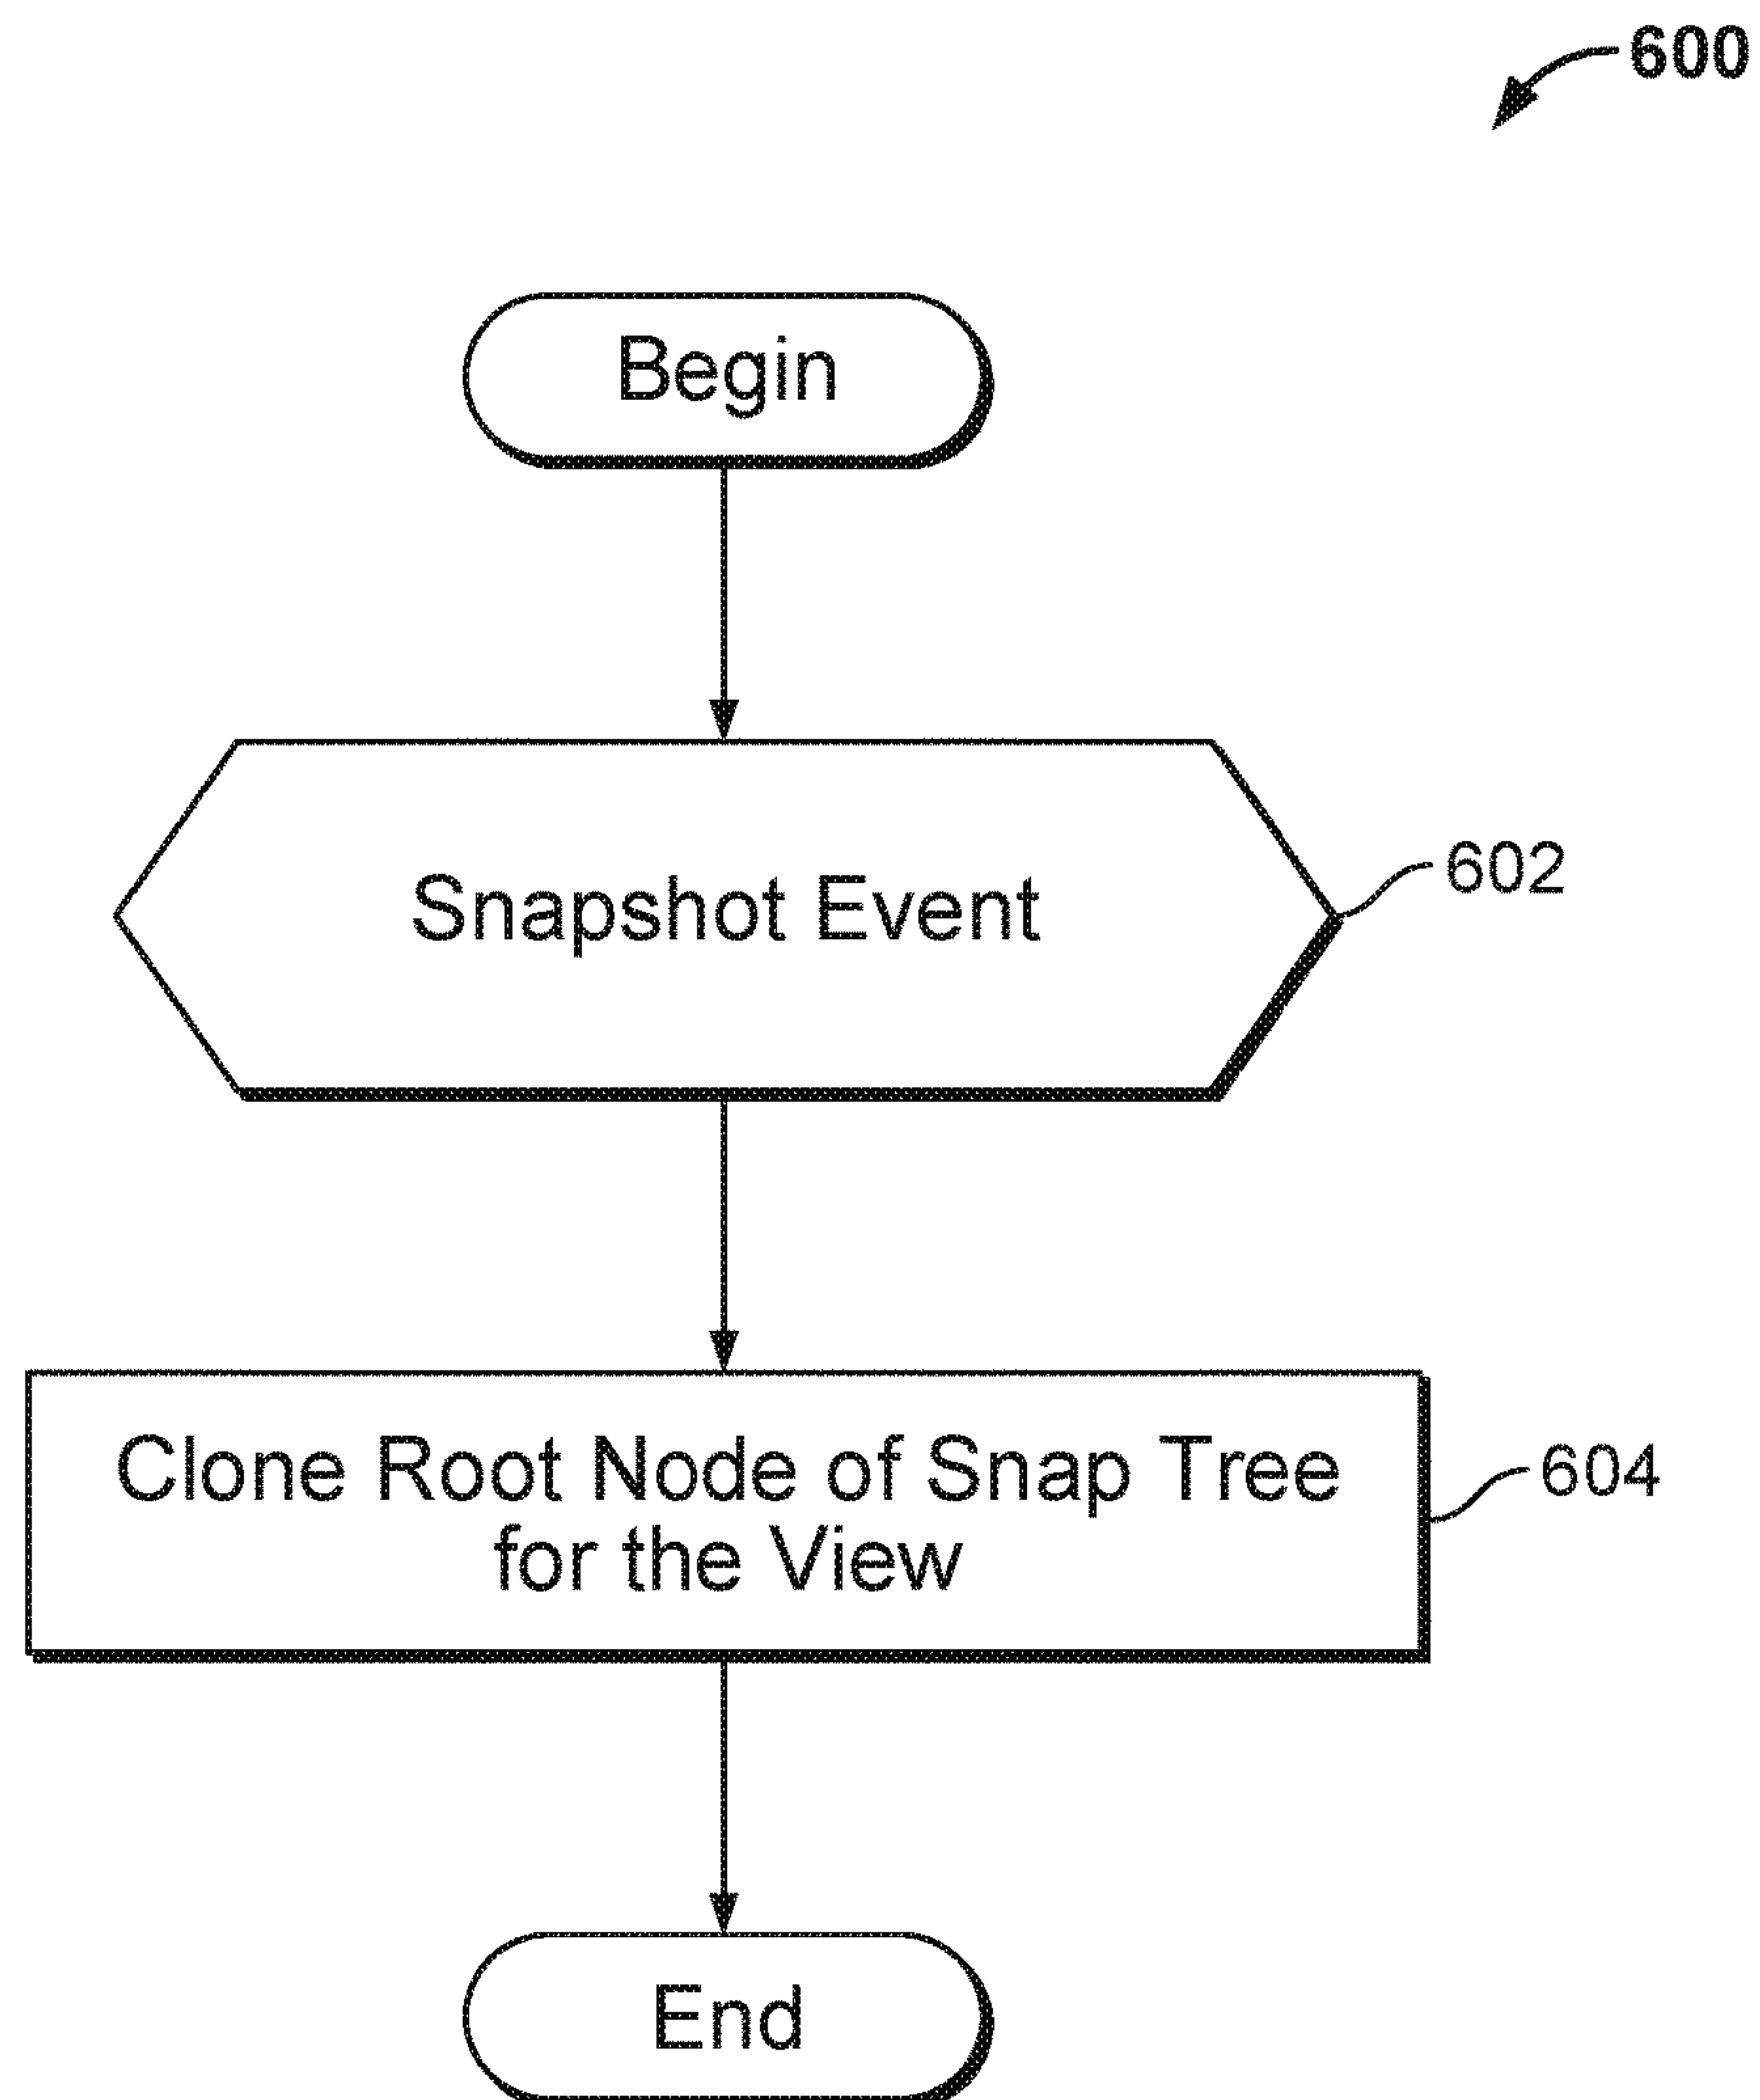 600
Begin
Snapshot Event
602
Clone Root Node of Snap Tree
for the View
604
End